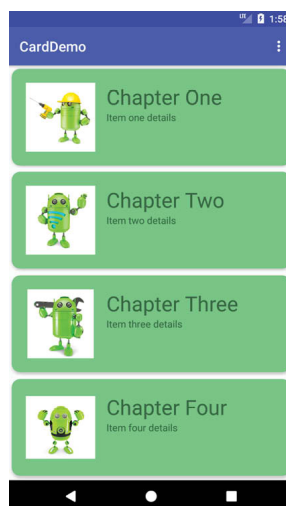 LTE 1:58
CardDemo
Chapter One
Item one details
Chapter Two
Item two details
Chapter Three
Item three details
Chapter Four
Item four details